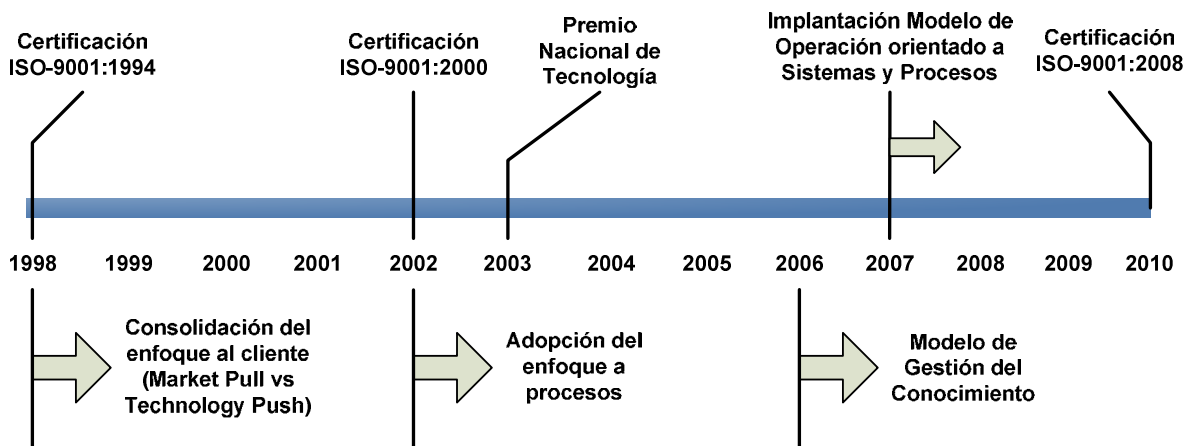 Certificación
ISO-9001:1994
Certificación
ISO-9001:2000
Premio
Nacional de
Tecnología
Implantación Modelo de
Operación orientado a
Sistemas y Procesos
Certificación
ISO-9001:2008
1998 1999 2000 2001 2002 2003 2004 2005 2006 2007 2008 2009 2010
Consolidación del
enfoque al cliente
(Market Pull vs
Technology Push)
Adopción del
enfoque a
procesos
Modelo de
Gestión del
Conocimiento